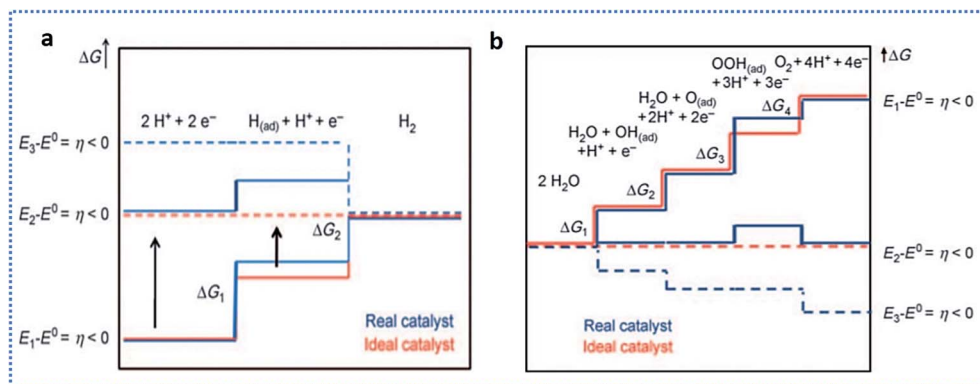 a
ΔG
2 H⁺ + 2 e⁻
H(ad) + H⁺ + e⁻
H₂
E₃-E⁰ = η < 0
E₂-E⁰ = η < 0
ΔG₂
ΔG₁
E₁-E⁰ = η < 0
Real catalyst
Ideal catalyst
b
ΔG
OOH(ad)
+3H⁺ + 3e⁻
O₂ + 4H⁺ + 4e⁻
H₂O + O(ad)
+2H⁺ + 2e⁻
H₂O + OH(ad)
+H⁺ + e⁻
2 H₂O
ΔG₄
ΔG₃
ΔG₂
ΔG₁
E₁-E⁰ = η < 0
E₂-E⁰ = η < 0
E₃-E⁰ = η < 0
Real catalyst
Ideal catalyst